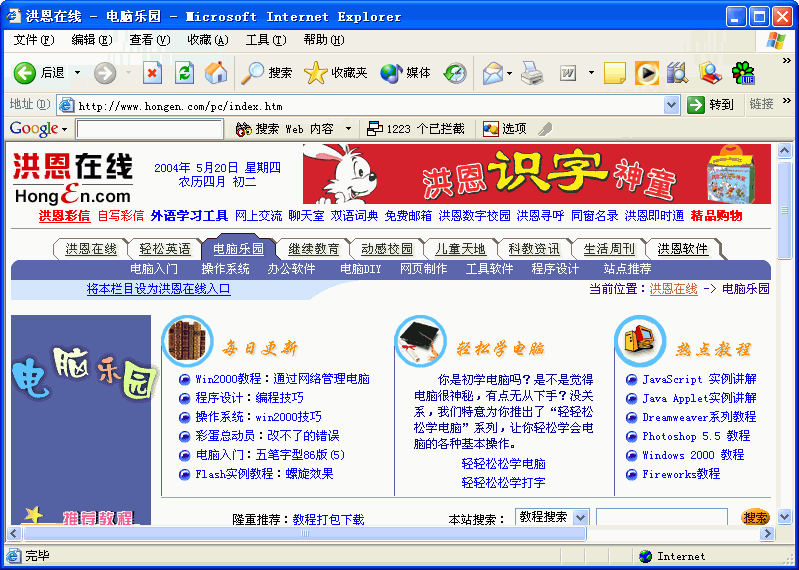 洪恩在线 - 电脑乐园 - Microsoft Internet Explorer
文件(F) 编辑(E) 查看(V) 收藏(A) 工具(T) 帮助(H)
后退 搜索 收藏夹 媒体 W
地址(D) http://www.hongen.com/pc/index.htm 转到 链接
Google 搜索 Web 内容 1223 个已拦截 选项
洪恩在线
HongEn.com
2004年 5月20日 星期四
农历四月 初二
洪恩识字神童
洪恩彩信 自写彩信 外语学习工具 网上交流 聊天室 双语词典 免费邮箱 洪恩数字校园 洪恩寻呼 同窗名录 洪恩即时通 精品购物
洪恩在线 轻松英语 电脑乐园 继续教育 动感校园 儿童天地 科教资讯 生活周刊 洪恩软件
电脑入门 操作系统 办公软件 电脑DIY 网页制作 工具软件 程序设计 站点推荐
将本栏目设为洪恩在线入口 当前位置：洪恩在线 -> 电脑乐园
电脑乐园
推荐教程
每日更新
Win2000教程：通过网络管理电脑
程序设计：编程技巧
操作系统：win2000技巧
彩蛋总动员：改不了的错误
电脑入门：五笔字型86版(5)
Flash实例教程：螺旋效果
轻松学电脑
你是初学电脑吗？是不是觉得
电脑很神秘，有点无从下手？没关
系，我们特意为你推出了“轻轻松
松学电脑”系列，让你轻松学会电
脑的各种基本操作。
轻轻松松学电脑
轻轻松松学打字
热点教程
JavaScript 实例讲解
Java Applet实例讲解
Dreamweaver系列教程
Photoshop 5.5 教程
Windows 2000 教程
Fireworks教程
隆重推荐：教程打包下载 本站搜索： 教程搜索 搜索
完毕 Internet